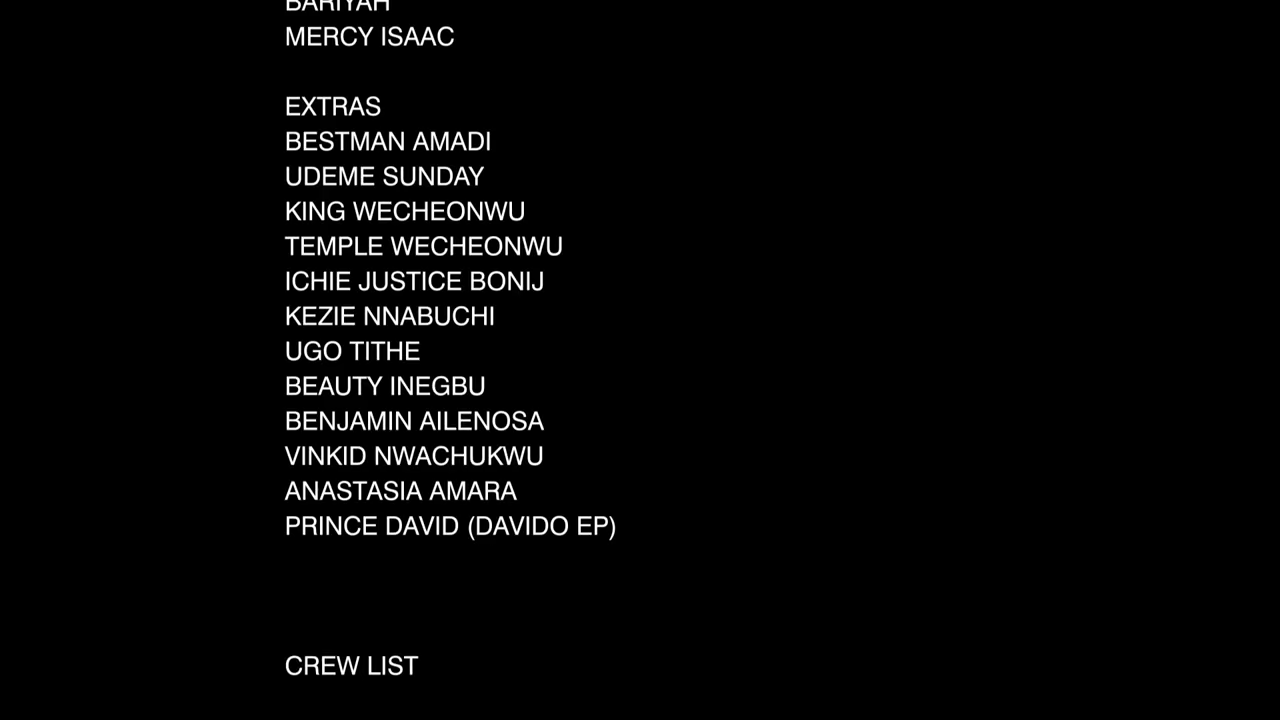 BARIYAH
MERCY ISAAC
EXTRAS
BESTMAN AMADI
UDEME SUNDAY
KING WECHEONWU
TEMPLE WECHEONWU
ICHIE JUSTICE BONIJ
KEZIE NNABUCHI
UGO TITHE
BEAUTY INEGBU
BENJAMIN AILENOSA
VINKID NWACHUKWU
ANASTASIA AMARA
PRINCE DAVID (DAVIDO EP)
CREW LIST